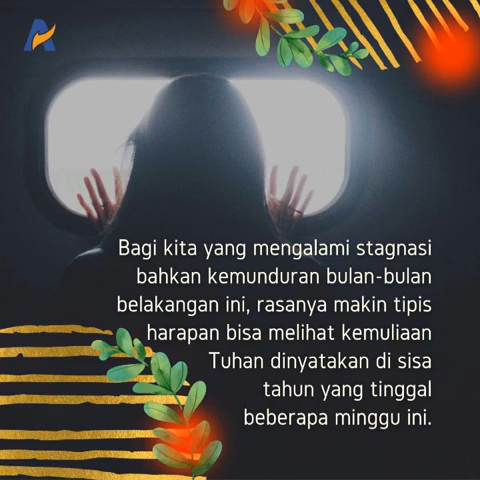 Bagi kita yang mengalami stagnasi
bahkan kemunduran bulan-bulan
belakangan ini, rasanya makin tipis
harapan bisa melihat kemuliaan
Tuhan dinyatakan di sisa
tahun yang tinggal
beberapa minggu ini.